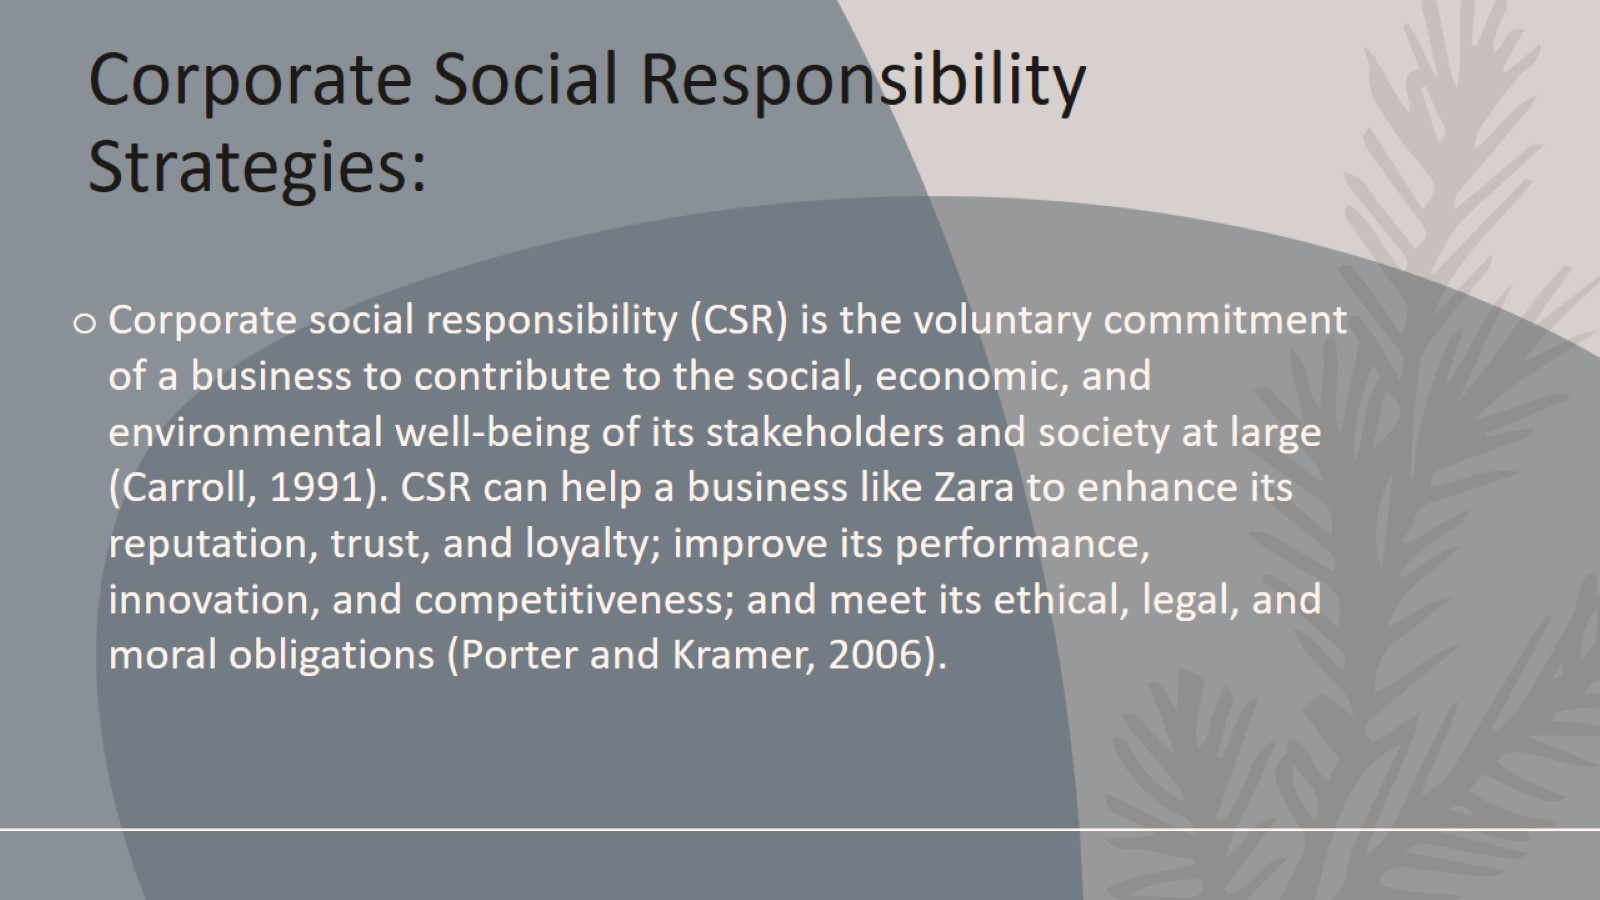 Corporate Social Responsibility
Strategies:
Corporate social responsibility (CSR) is the voluntary commitment
of a business to contribute to the social, economic, and
environmental well-being of its stakeholders and society at large
(Carroll, 1991). CSR can help a business like Zara to enhance its
reputation, trust, and loyalty; improve its performance,
innovation, and competitiveness; and meet its ethical, legal, and
moral obligations (Porter and Kramer, 2006).